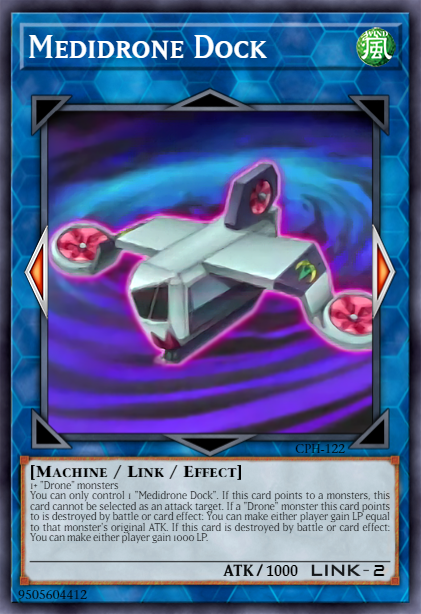 Medidrone Dock
WIND
風
CPH-122
[Machine / Link / Effect]
1+ "Drone" monsters
You can only control 1 "Medidrone Dock". If this card points to a monsters, this
card cannot be selected as an attack target. If a "Drone" monster this card points
to is destroyed by battle or card effect: You can make either player gain LP equal
to that monster's original ATK. If this card is destroyed by battle or card effect:
You can make either player gain 1000 LP.
ATK / 1000 LINK-2
9505604412